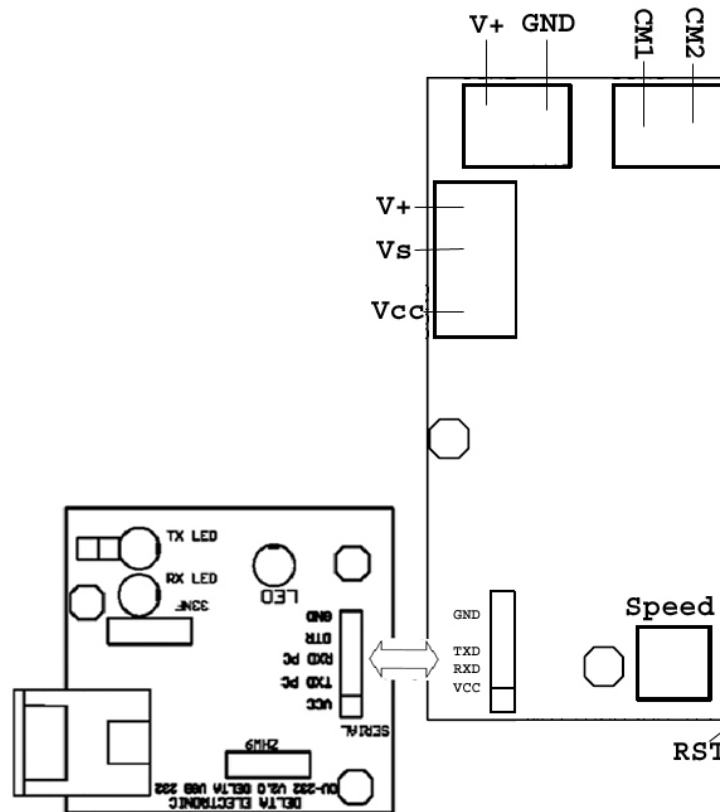 V+ GND CM1 CM2
V+
Vs
Vcc
TX LED
RX LED
33NF
LED
GND
DTR
RXD PC
TXD PC
VCC
SERIAL
6MHZ
DU-232 V2.0 DELTA USB 232
DELTA ELECTRONIC
GND
TXD
RXD
VCC
Speed
RST